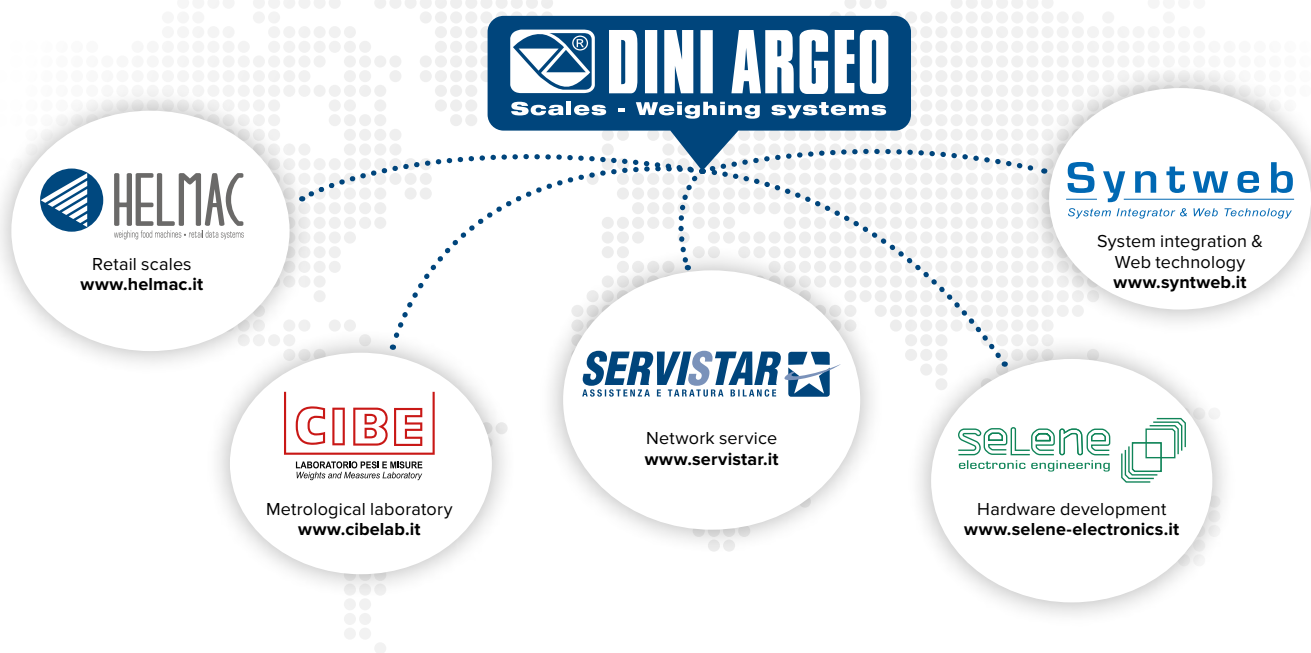 ®
DINI ARGEO
Scales - Weighing systems
HELMAC
weighing food machines • retail data systems
Retail scales
www.helmac.it
CIBE
LABORATORIO PESI E MISURE
Weights and Measures Laboratory
Metrological laboratory
www.cibelab.it
SERVISTAR
ASSISTENZA E TARATURA BILANCE
Network service
www.servistar.it
seLene
electronic engineering
Hardware development
www.selene-electronics.it
Syntweb
System Integrator & Web Technology
System integration &
Web technology
www.syntweb.it